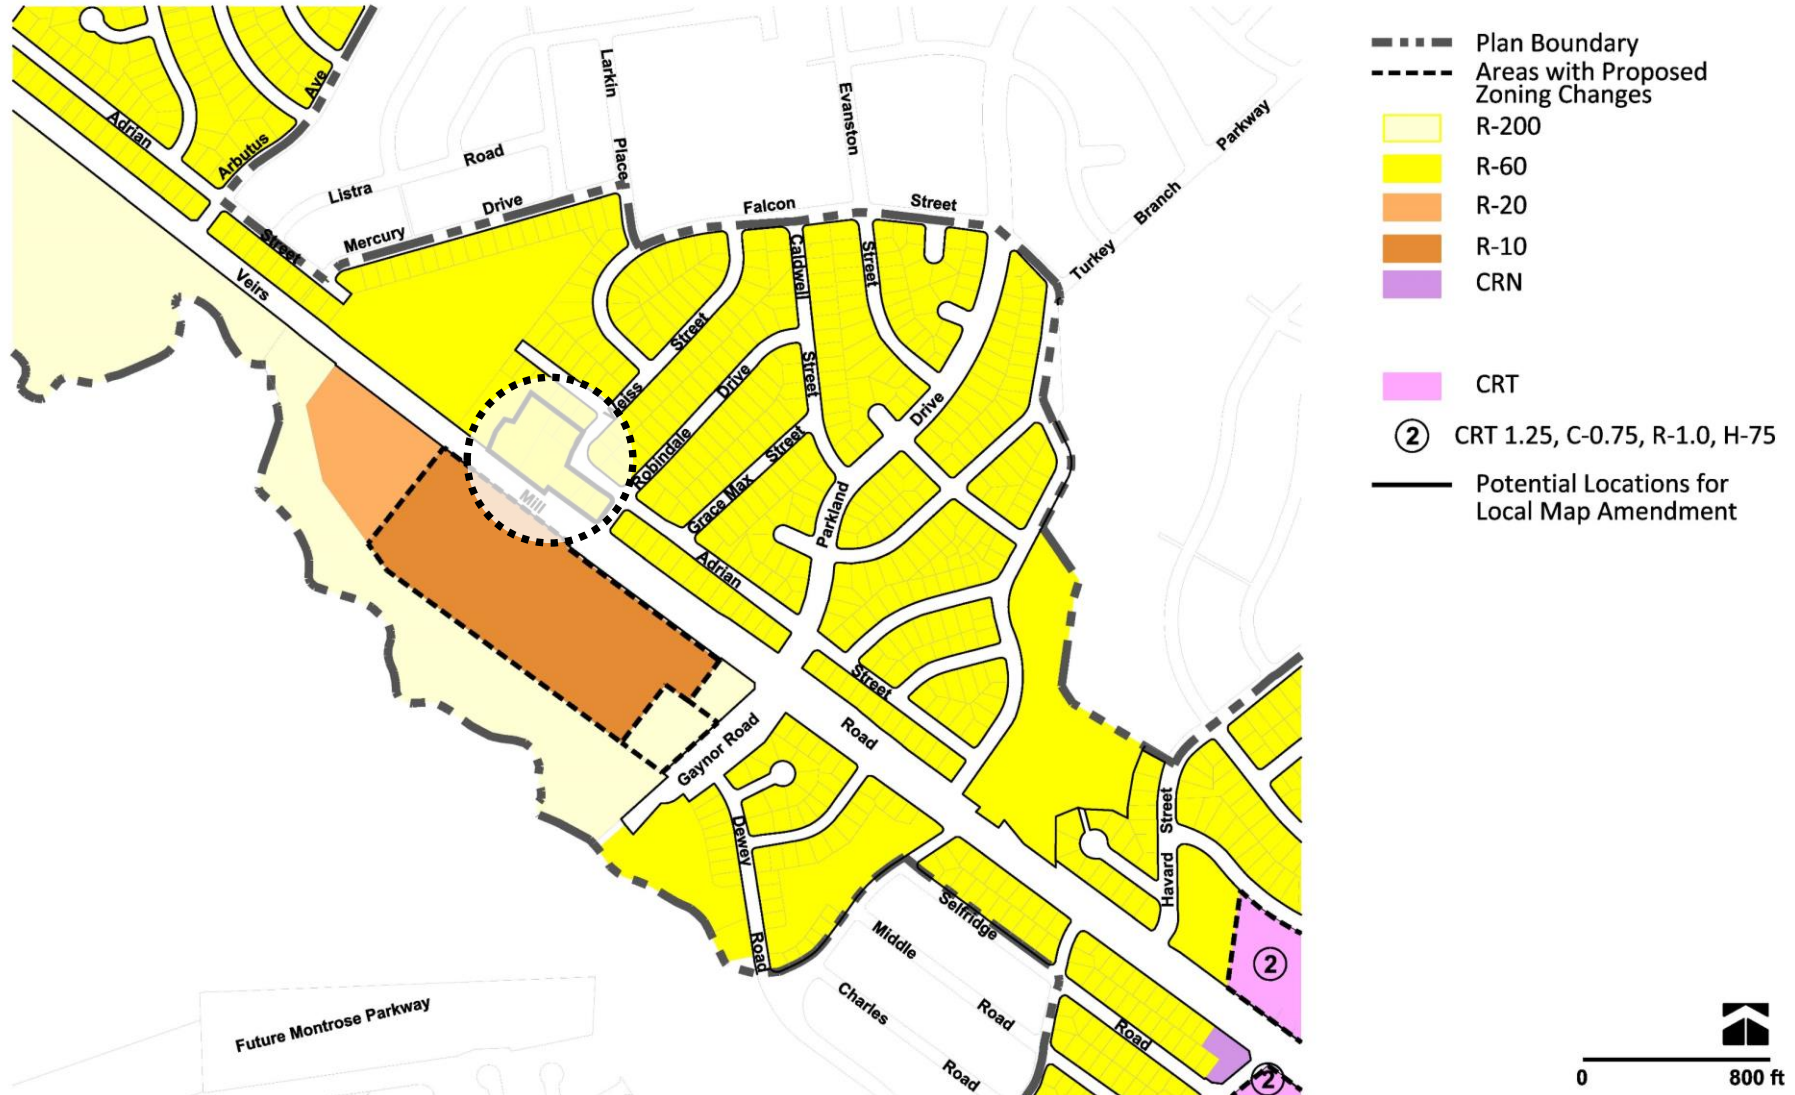 Plan Boundary
Areas with Proposed
Zoning Changes
R-200
R-60
R-20
R-10
CRN
CRT
2 CRT 1.25, C-0.75, R-1.0, H-75
Potential Locations for
Local Map Amendment
0 800 ft
Adrian
Ave
Arbutus
Street
Veirs
Larkin
Place
Road
Listra
Drive
Mercury
Evanston
Falcon
Street
Parkway
Branch
Turkey
Caldwell
Street
Street
Street
Drive
Robindale
Street
Grace Max
Drive
Parkland
Mill
Adrian
Street
Road
Gaynor Road
Dewey
Road
Street
Havard
Selfridge
Middle
Road
Charles
Road
Road
2
2
Future Montrose Parkway